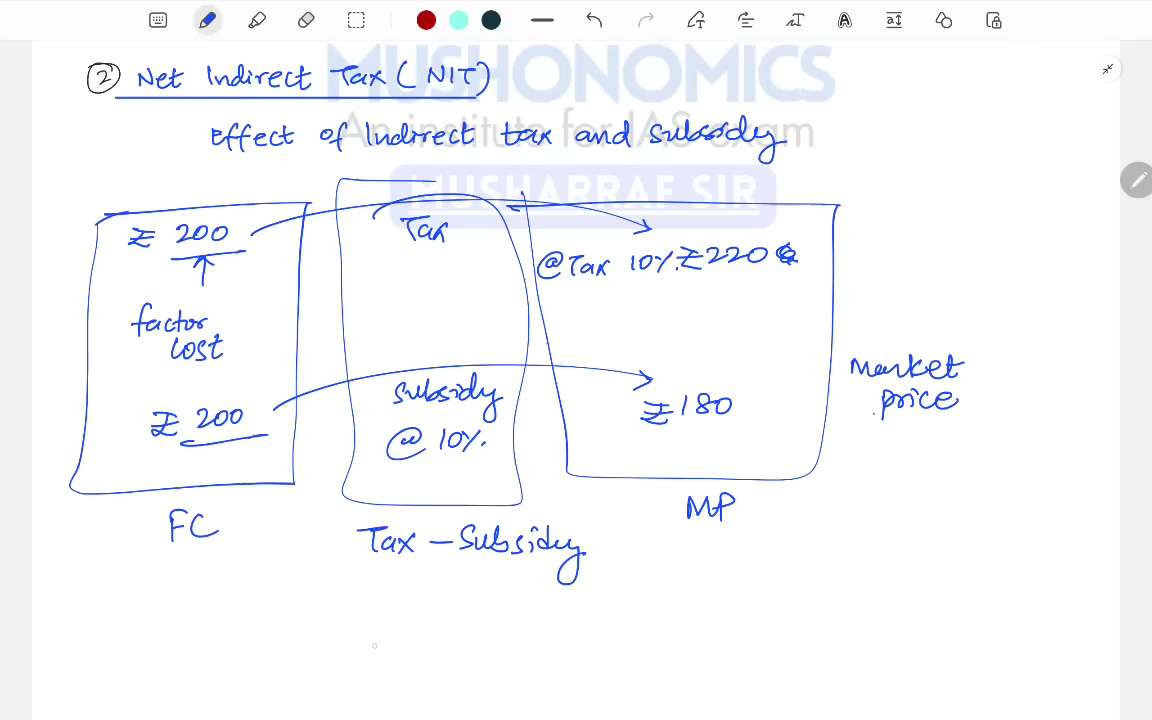 MUSHONOMICS
An institute for IAS exam
MUSHARRAF SIR
② Net Indirect Tax (NIT)
Effect of Indirect tax and subsidy
₹ 200
Tax
@Tax 10%. ₹220
factor
cost
Market
price
₹ 200
subsidy
@ 10%.
₹180
FC
Tax – Subsidy
MP